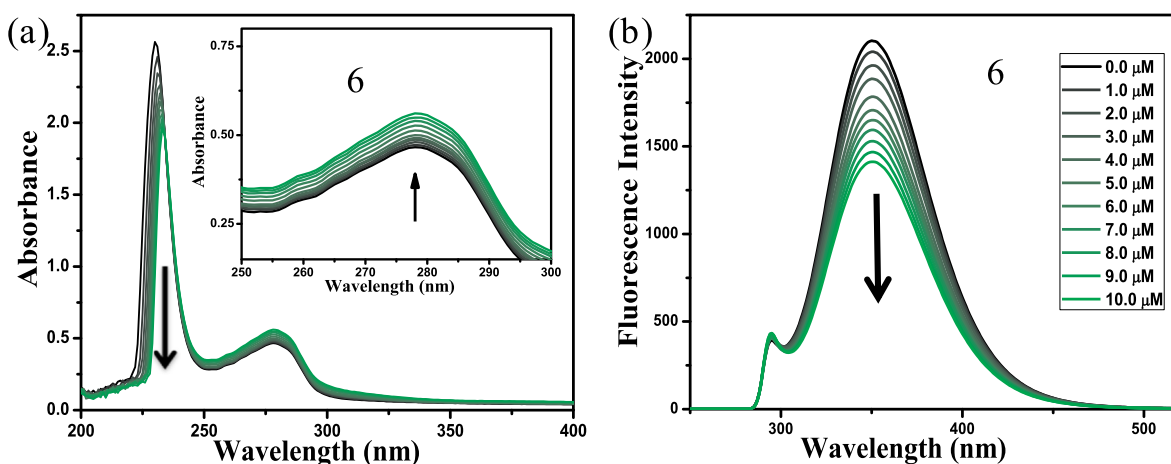 (a)
Absorbance
2.5
2.0
1.5
1.0
0.5
0.0
200
250
300
350
400
Wavelength (nm)
6
Absorbance
0.75
0.50
0.25
250
260
270
280
290
300
Wavelength (nm)
(b)
Fluorescence Intensity
2000
1750
1500
1250
1000
750
500
250
0
300
400
500
Wavelength (nm)
6
0.0 μM
1.0 μM
2.0 μM
3.0 μM
4.0 μM
5.0 μM
6.0 μM
7.0 μM
8.0 μM
9.0 μM
10.0 μM